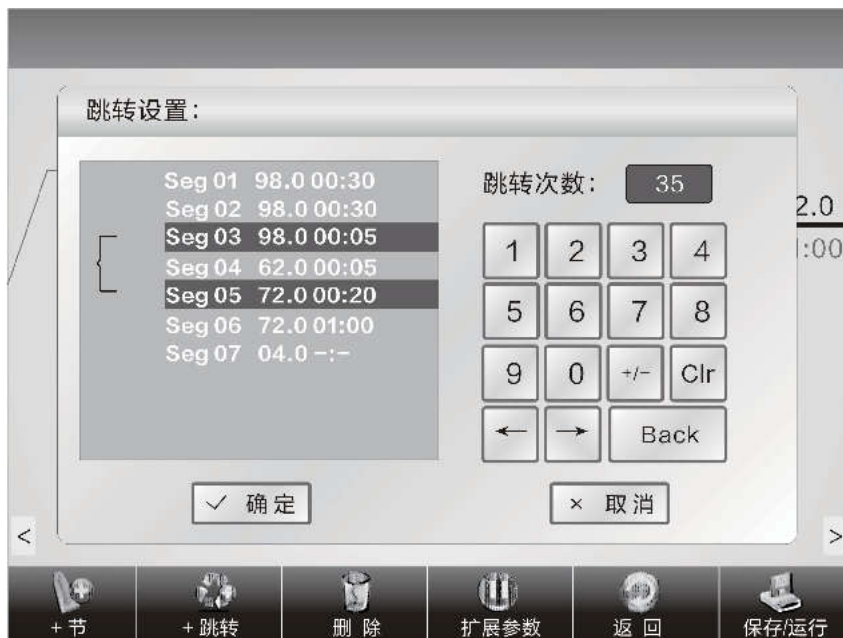 跳转设置:
Seg 01 98.0 00:30
Seg 02 98.0 00:30
Seg 03 98.0 00:05
Seg 04 62.0 00:05
Seg 05 72.0 00:20
Seg 06 72.0 01:00
Seg 07 04.0 -:-
跳转次数: 35
1 2 3 4
5 6 7 8
9 0 +/- Clr
← → Back
✓ 确定
× 取消
2.0
:00
< >
+节 +跳转 删除 扩展参数 返回 保存/运行